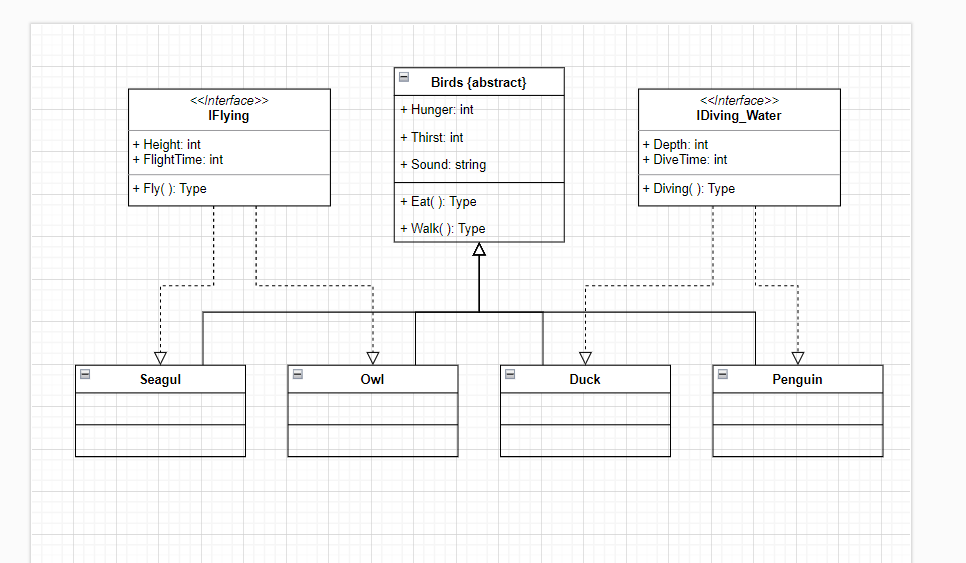 <<Interface>>
IFlying
+ Height: int
+ FlightTime: int
+ Fly( ): Type
Birds {abstract}
+ Hunger: int
+ Thirst: int
+ Sound: string
+ Eat( ): Type
+ Walk( ): Type
<<Interface>>
IDiving_Water
+ Depth: int
+ DiveTime: int
+ Diving( ): Type
Seagul
Owl
Duck
Penguin